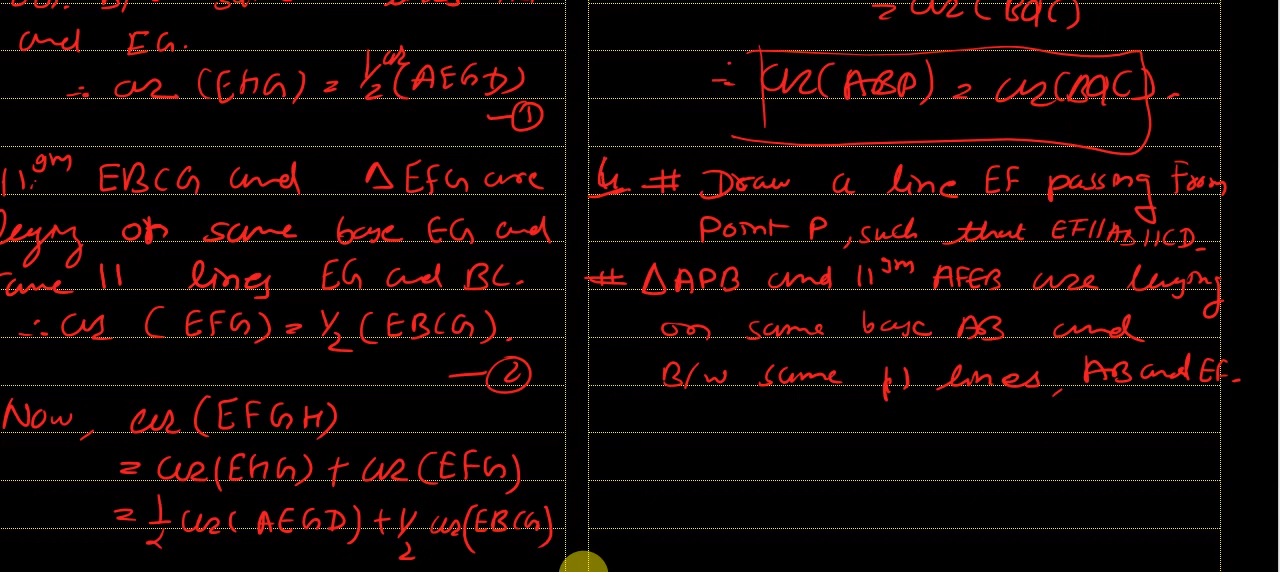 and EG.
∴ ar (EHG) = 1/2 ar (AEGD)
—①
||gm EBCG and △EFG are
leying on same base EG and
same || lines EG and BC.
∴ ar (EFG) = 1/2 (EBCG).
—②
Now, ar (EFGH)
= ar(EHG) + ar(EFG)
= 1/2 ar(AEGD) + 1/2 ar(EBCG)
= ar(BQC)
∴ ar(ABP) = ar(BQC).
4 # Draw a line EF passing from
Point P, such that EF||AB||CD.
# △APB and ||gm AFEB are leying
on same base AB and
B/w same || lines, AB and EF.